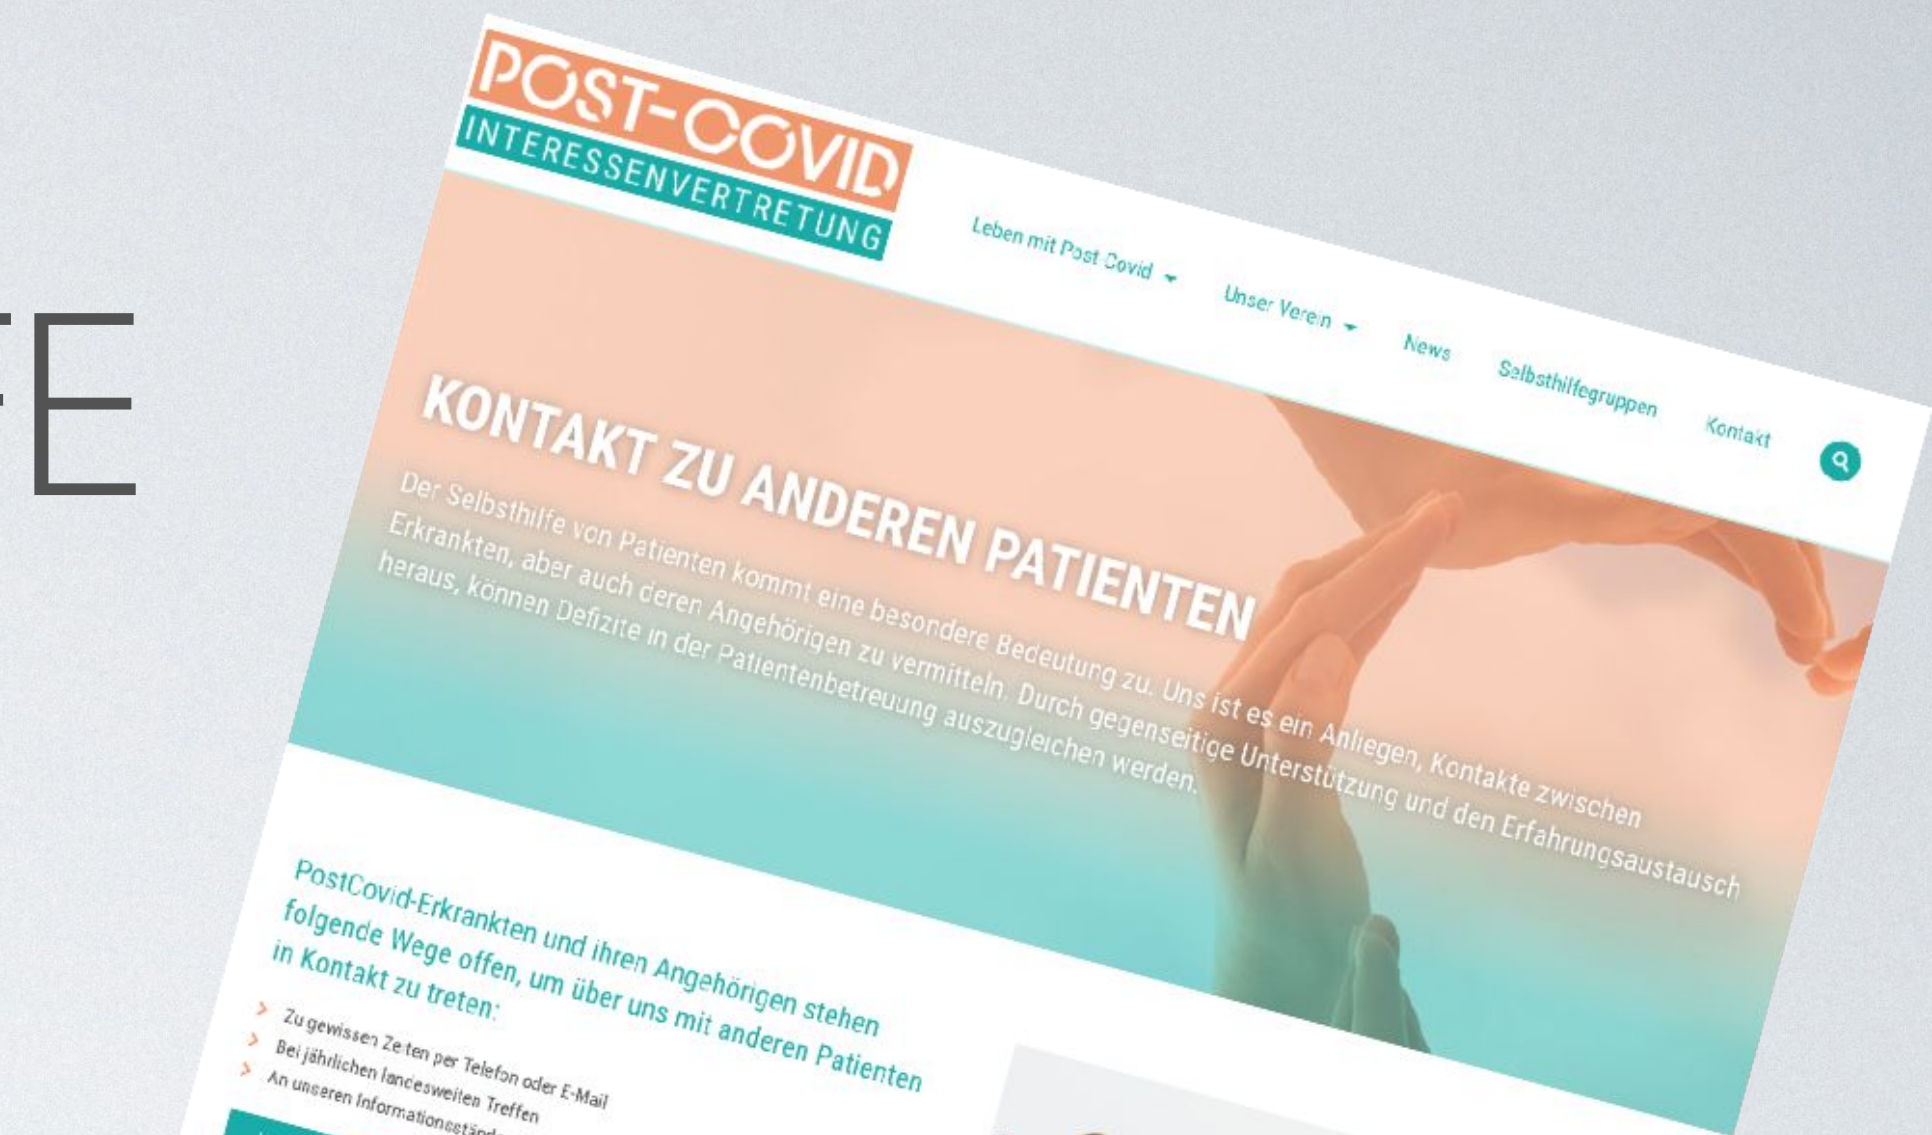 FE
POST-COVID
INTERESSENVERTRETUNG
Leben mit Post Covid
Unser Verein
News
Selbsthilfegruppen
Kontakt
KONTAKT ZU ANDEREN PATIENTEN
Der Selbsthilfe von Patienten kommt eine besondere Bedeutung zu. Uns ist es ein Anliegen, Kontakte zwischen
Erkrankten, aber auch deren Angehörigen zu vermitteln. Durch gegenseitige Unterstützung und den Erfahrungsaustausch
heraus, können Defizite in der Patientenbetreuung auszugleichen werden.
PostCovid-Erkrankten und ihren Angehörigen stehen
folgende Wege offen, um über uns mit anderen Patienten
in Kontakt zu treten:
Zu gewissen Zeiten per Telefon oder E-Mail
Bei jährlichen landesweiten Treffen
An unseren